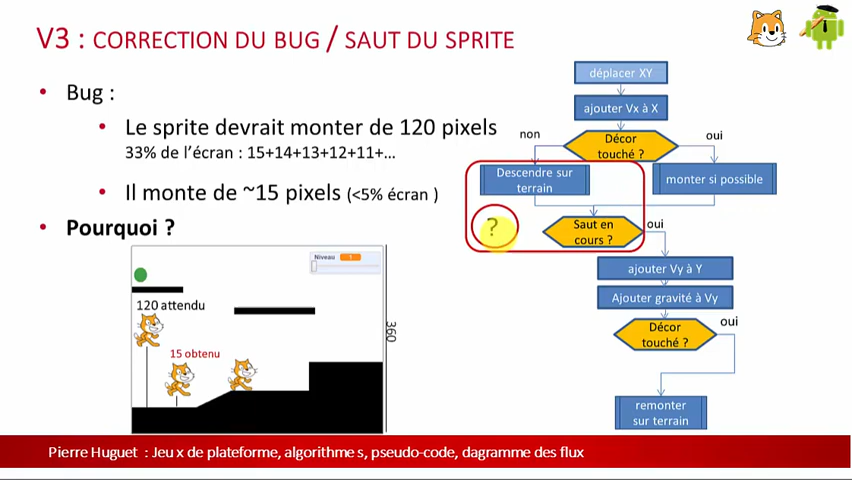 V3 : CORRECTION DU BUG / SAUT DU SPRITE
• Bug :
• Le sprite devrait monter de 120 pixels
33% de l'écran : 15+14+13+12+11+...
• Il monte de ~15 pixels (<5% écran )
• Pourquoi ?
Niveau ?
120 attendu
15 obtenu
360
déplacer XY
ajouter Vx à X
non
Décor
touché ?
oui
Descendre sur
terrain
monter si possible
?
Saut en
cours ?
oui
ajouter Vy à Y
Ajouter gravité à Vy
Décor
touché ?
oui
remonter
sur terrain
Pierre Huguet : Jeu x de plateforme, algorithme s, pseudo-code, dagramme des flux